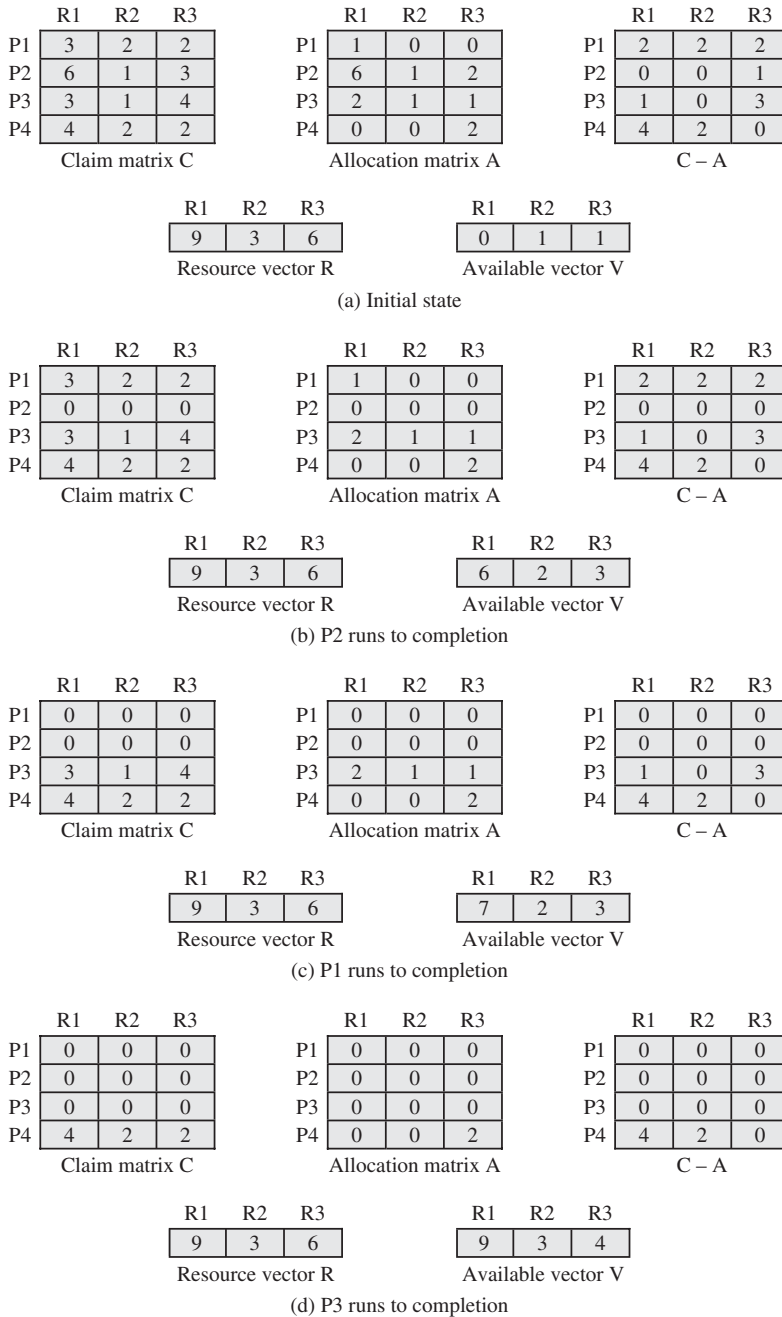 R1 R2 R3 R1 R2 R3 R1 R2 R3
P1 3 2 2 P1 1 0 0 P1 2 2 2
P2 6 1 3 P2 6 1 2 P2 0 0 1
P3 3 1 4 P3 2 1 1 P3 1 0 3
P4 4 2 2 P4 0 0 2 P4 4 2 0
Claim matrix C Allocation matrix A C – A
R1 R2 R3 R1 R2 R3
9 3 6 0 1 1
Resource vector R Available vector V
(a) Initial state
R1 R2 R3 R1 R2 R3 R1 R2 R3
P1 3 2 2 P1 1 0 0 P1 2 2 2
P2 0 0 0 P2 0 0 0 P2 0 0 0
P3 3 1 4 P3 2 1 1 P3 1 0 3
P4 4 2 2 P4 0 0 2 P4 4 2 0
Claim matrix C Allocation matrix A C – A
R1 R2 R3 R1 R2 R3
9 3 6 6 2 3
Resource vector R Available vector V
(b) P2 runs to completion
R1 R2 R3 R1 R2 R3 R1 R2 R3
P1 0 0 0 P1 0 0 0 P1 0 0 0
P2 0 0 0 P2 0 0 0 P2 0 0 0
P3 3 1 4 P3 2 1 1 P3 1 0 3
P4 4 2 2 P4 0 0 2 P4 4 2 0
Claim matrix C Allocation matrix A C – A
R1 R2 R3 R1 R2 R3
9 3 6 7 2 3
Resource vector R Available vector V
(c) P1 runs to completion
R1 R2 R3 R1 R2 R3 R1 R2 R3
P1 0 0 0 P1 0 0 0 P1 0 0 0
P2 0 0 0 P2 0 0 0 P2 0 0 0
P3 0 0 0 P3 0 0 0 P3 0 0 0
P4 4 2 2 P4 0 0 2 P4 4 2 0
Claim matrix C Allocation matrix A C – A
R1 R2 R3 R1 R2 R3
9 3 6 9 3 4
Resource vector R Available vector V
(d) P3 runs to completion